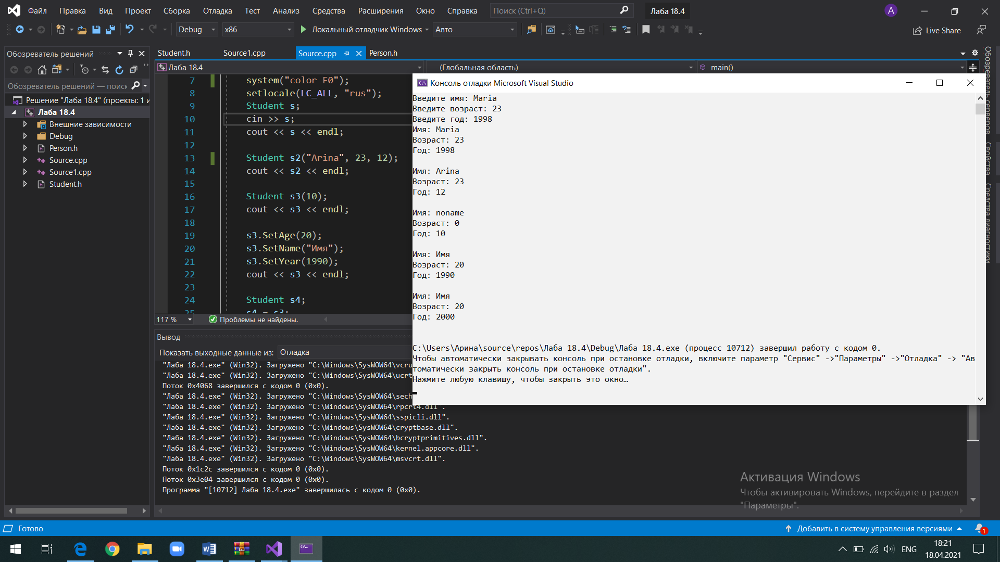 Файл Правка Вид Проект Сборка Отладка Тест Анализ Средства Расширения Окно Справка Поиск (Ctrl+Q) Лаба 18.4 A
Debug x86 Локальный отладчик Windows Авто Live Share
Обозреватель решений
Обозреватель решений — поиск
Решение "Лаба 18.4" (проекты: 1 и
Лаба 18.4
Внешние зависимости
Debug
Person.h
Source.cpp
Source1.cpp
Student.h
Student.h Source1.cpp Source.cpp Person.h
Лаба 18.4 (Глобальная область) main()
7 system("color F0");
8 setlocale(LC_ALL, "rus");
9 Student s;
10 cin >> s;
11 cout << s << endl;
12
13 Student s2("Arina", 23, 12);
14 cout << s2 << endl;
15
16 Student s3(10);
17 cout << s3 << endl;
18
19 s3.SetAge(20);
20 s3.SetName("Имя");
21 s3.SetYear(1990);
22 cout << s3 << endl;
23
24 Student s4;
25 s4 = s3;
117 % Проблемы не найдены.
Консоль отладки Microsoft Visual Studio
Введите имя: Maria
Введите возраст: 23
Введите год: 1998
Имя: Maria
Возраст: 23
Год: 1998
Имя: Arina
Возраст: 23
Год: 12
Имя: noname
Возраст: 0
Год: 10
Имя: Имя
Возраст: 20
Год: 1990
Имя: Имя
Возраст: 20
Год: 2000
C:\Users\Арина\source\repos\Лаба 18.4\Debug\Лаба 18.4.exe (процесс 10712) завершил работу с кодом 0.
Чтобы автоматически закрывать консоль при остановке отладки, включите параметр "Сервис" ->"Параметры" ->"Отладка" -> "Ав
томатически закрыть консоль при остановке отладки".
Нажмите любую клавишу, чтобы закрыть это окно…
Обозреватель серверов
Свойства
Средства диагностики
Вывод
Показать выходные данные из: Отладка
"Лаба 18.4.exe" (Win32). Загружено "C:\Windows\SysWOW64\vcru
"Лаба 18.4.exe" (Win32). Загружено "C:\Windows\SysWOW64\ucrt
Поток 0x4068 завершился с кодом 0 (0x0).
"Лаба 18.4.exe" (Win32). Загружено "C:\Windows\SysWOW64\sech
"Лаба 18.4.exe" (Win32). Загружено "C:\Windows\SysWOW64\rpcrt4.dll".
"Лаба 18.4.exe" (Win32). Загружено "C:\Windows\SysWOW64\sspicli.dll".
"Лаба 18.4.exe" (Win32). Загружено "C:\Windows\SysWOW64\cryptbase.dll".
"Лаба 18.4.exe" (Win32). Загружено "C:\Windows\SysWOW64\bcryptprimitives.dll".
"Лаба 18.4.exe" (Win32). Загружено "C:\Windows\SysWOW64\kernel.appcore.dll".
"Лаба 18.4.exe" (Win32). Загружено "C:\Windows\SysWOW64\msvcrt.dll".
Поток 0x1c2c завершился с кодом 0 (0x0).
Поток 0x3e04 завершился с кодом 0 (0x0).
Программа "[10712] Лаба 18.4.exe" завершилась с кодом 0 (0x0).
Активация Windows
Чтобы активировать Windows, перейдите в раздел
"Параметры".
Готово Добавить в систему управления версиями 1
ENG 18:21
18.04.2021